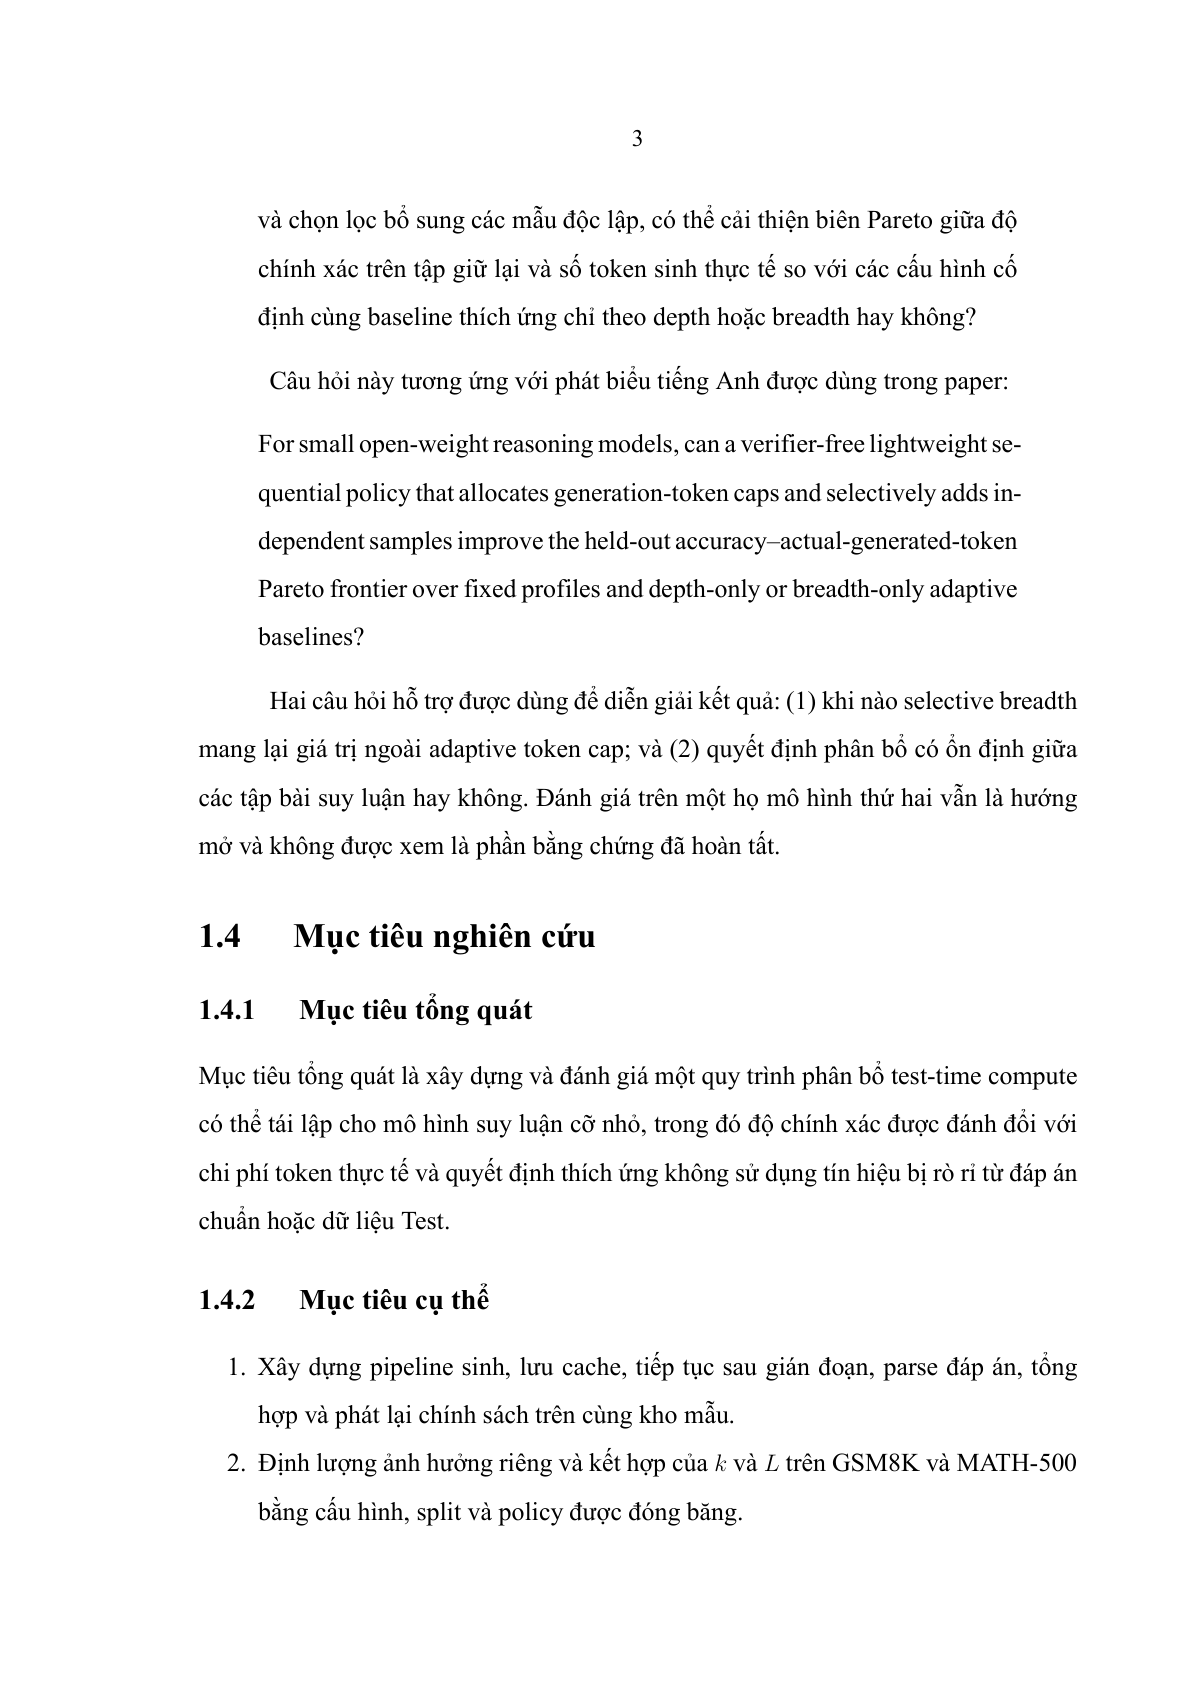 3
và chọn lọc bổ sung các mẫu độc lập, có thể cải thiện biên Pareto giữa độ
chính xác trên tập giữ lại và số token sinh thực tế so với các cấu hình cố
định cùng baseline thích ứng chỉ theo depth hoặc breadth hay không?
Câu hỏi này tương ứng với phát biểu tiếng Anh được dùng trong paper:
For small open-weight reasoning models, can a verifier-free lightweight se-
quential policy that allocates generation-token caps and selectively adds in-
dependent samples improve the held-out accuracy–actual-generated-token
Pareto frontier over fixed profiles and depth-only or breadth-only adaptive
baselines?
Hai câu hỏi hỗ trợ được dùng để diễn giải kết quả: (1) khi nào selective breadth
mang lại giá trị ngoài adaptive token cap; và (2) quyết định phân bổ có ổn định giữa
các tập bài suy luận hay không. Đánh giá trên một họ mô hình thứ hai vẫn là hướng
mở và không được xem là phần bằng chứng đã hoàn tất.
1.4 Mục tiêu nghiên cứu
1.4.1 Mục tiêu tổng quát
Mục tiêu tổng quát là xây dựng và đánh giá một quy trình phân bổ test-time compute
có thể tái lập cho mô hình suy luận cỡ nhỏ, trong đó độ chính xác được đánh đổi với
chi phí token thực tế và quyết định thích ứng không sử dụng tín hiệu bị rò rỉ từ đáp án
chuẩn hoặc dữ liệu Test.
1.4.2 Mục tiêu cụ thể
1. Xây dựng pipeline sinh, lưu cache, tiếp tục sau gián đoạn, parse đáp án, tổng
hợp và phát lại chính sách trên cùng kho mẫu.
2. Định lượng ảnh hưởng riêng và kết hợp của k và L trên GSM8K và MATH-500
bằng cấu hình, split và policy được đóng băng.